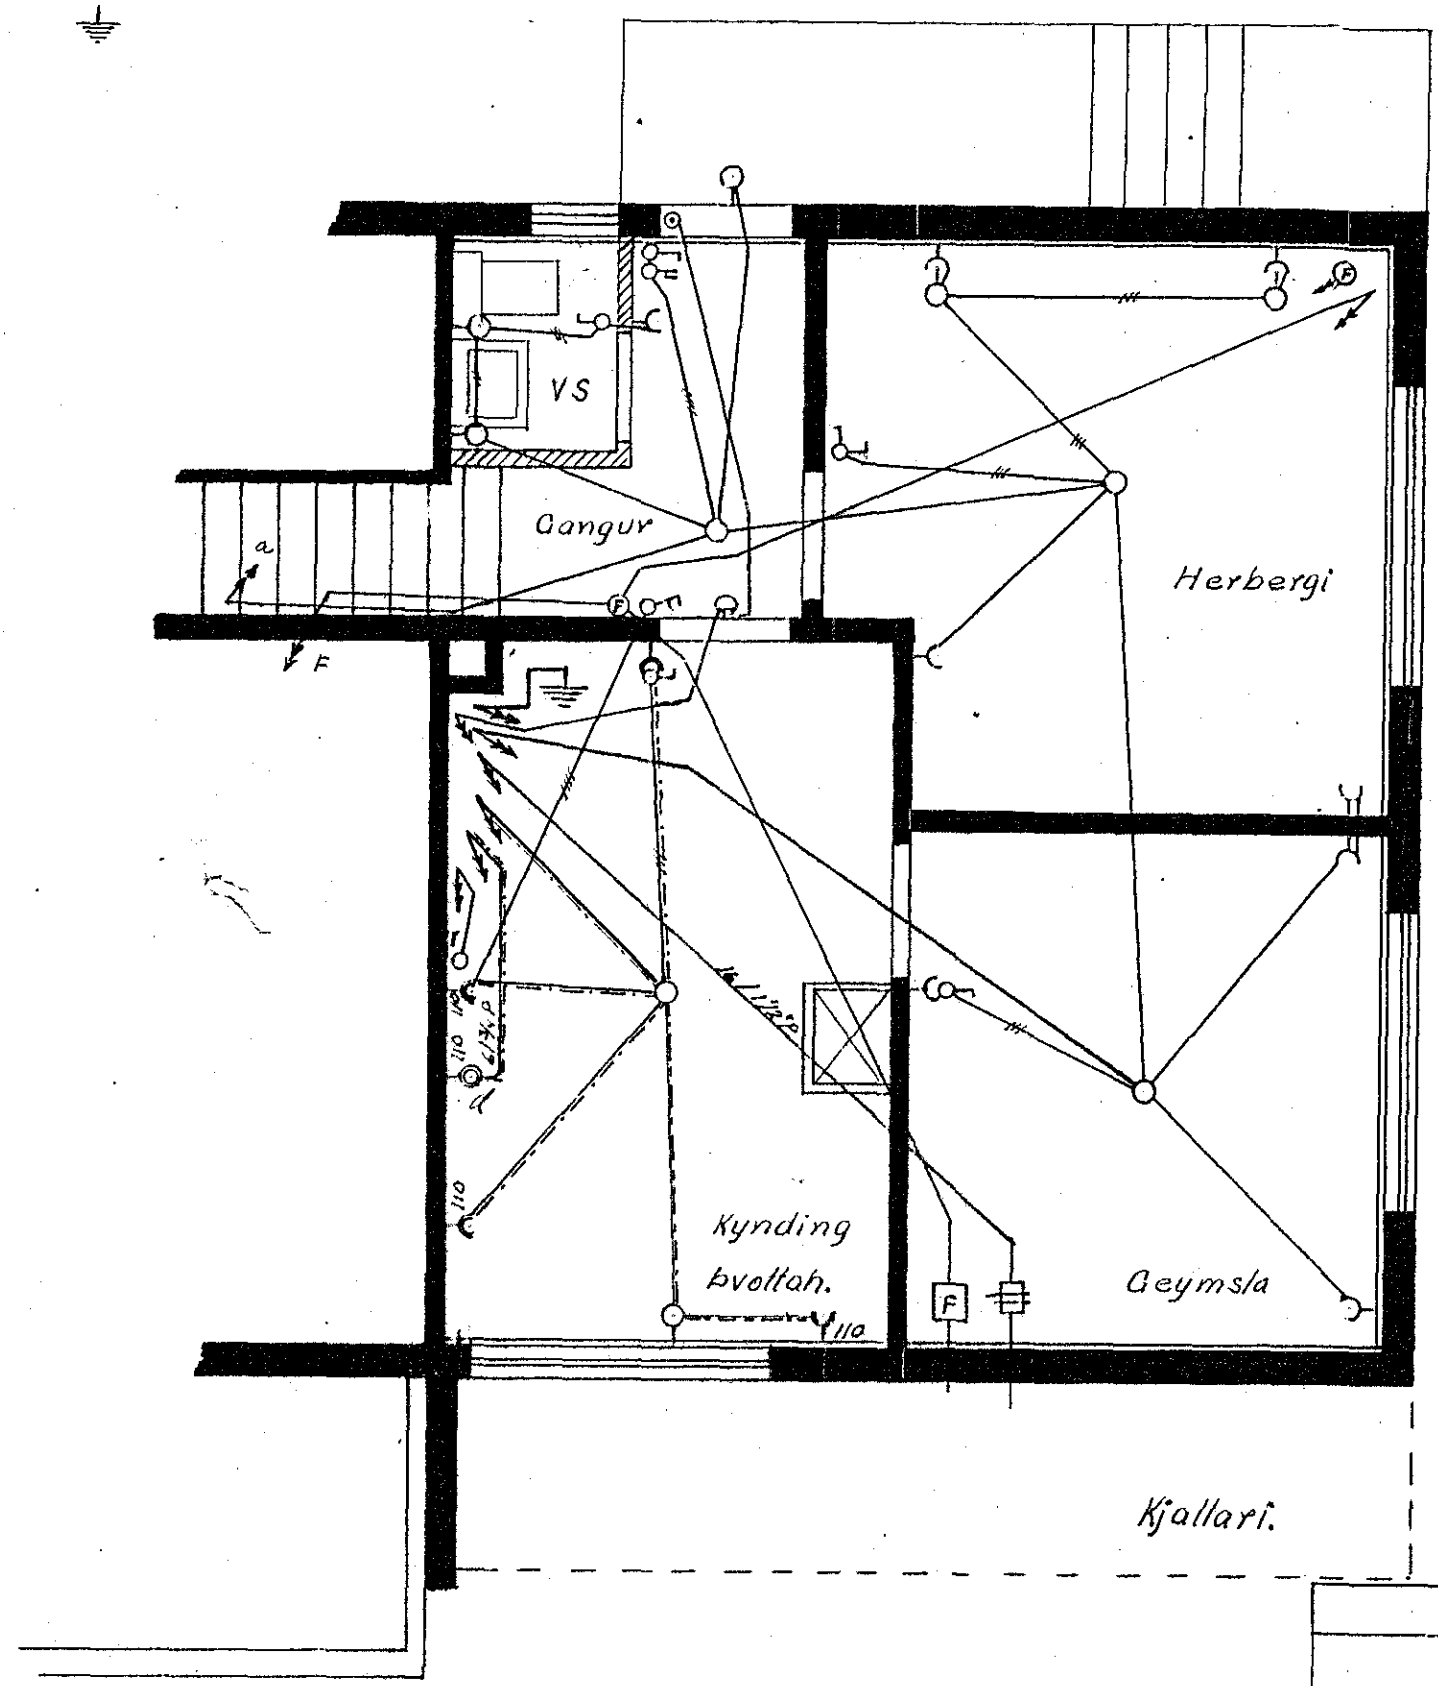 VS
Gangur
a
F
F
F
Herbergi
110
110
110
Kynding
þvottah.
110
F
Geymsla
Kjallari.